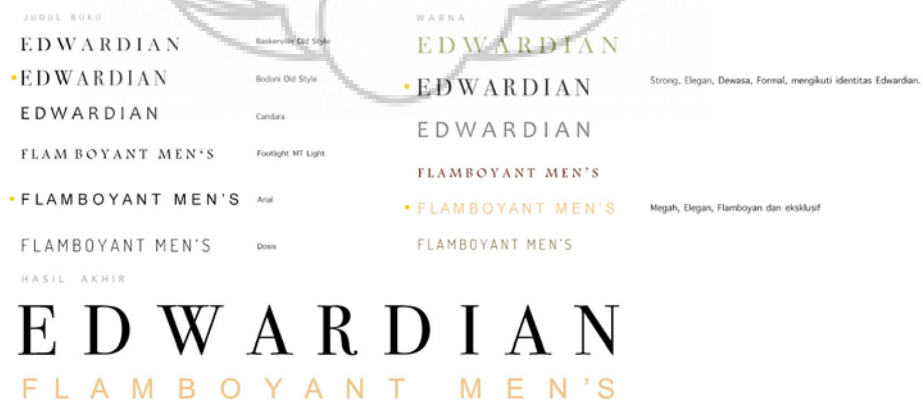 JUDUL BUKU
EDWARDIAN Baskerville Old Style
EDWARDIAN Bodoni Old Style
EDWARDIAN Candara
FLAM BOYANT MEN‘S Footlight MT Light
FLAMBOYANT MEN'S Arial
FLAMBOYANT MEN'S Dosis
WARNA
EDWARDIAN
EDWARDIAN Strong, Elegan, Dewasa, Formal, mengikuti identitas Edwardian.
EDWARDIAN
FLAMBOYANT MEN'S
FLAMBOYANT MEN'S Megah, Elegan, Flamboyan dan eksklusif
FLAMBOYANT MEN'S
HASIL AKHIR
EDWARDIAN
FLAMBOYANT MEN'S